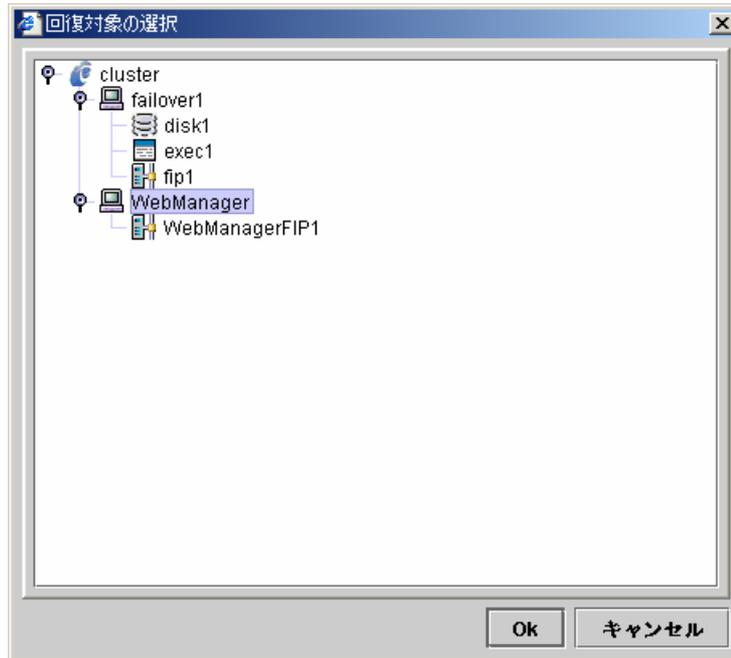 回復対象の選択
cluster
failover1
disk1
exec1
fip1
WebManager
WebManagerFIP1
Ok
キャンセル